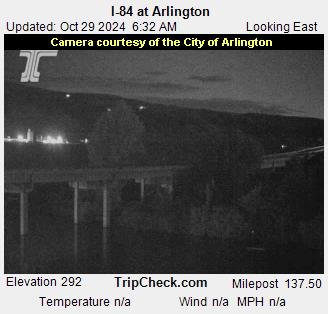 I-84 at Arlington
Updated: Oct 29 2024 6:32 AM Looking East
Camera courtesy of the City of Arlington
Elevation 292 TripCheck.com Milepost 137.50
Temperature n/a Wind n/a MPH n/a